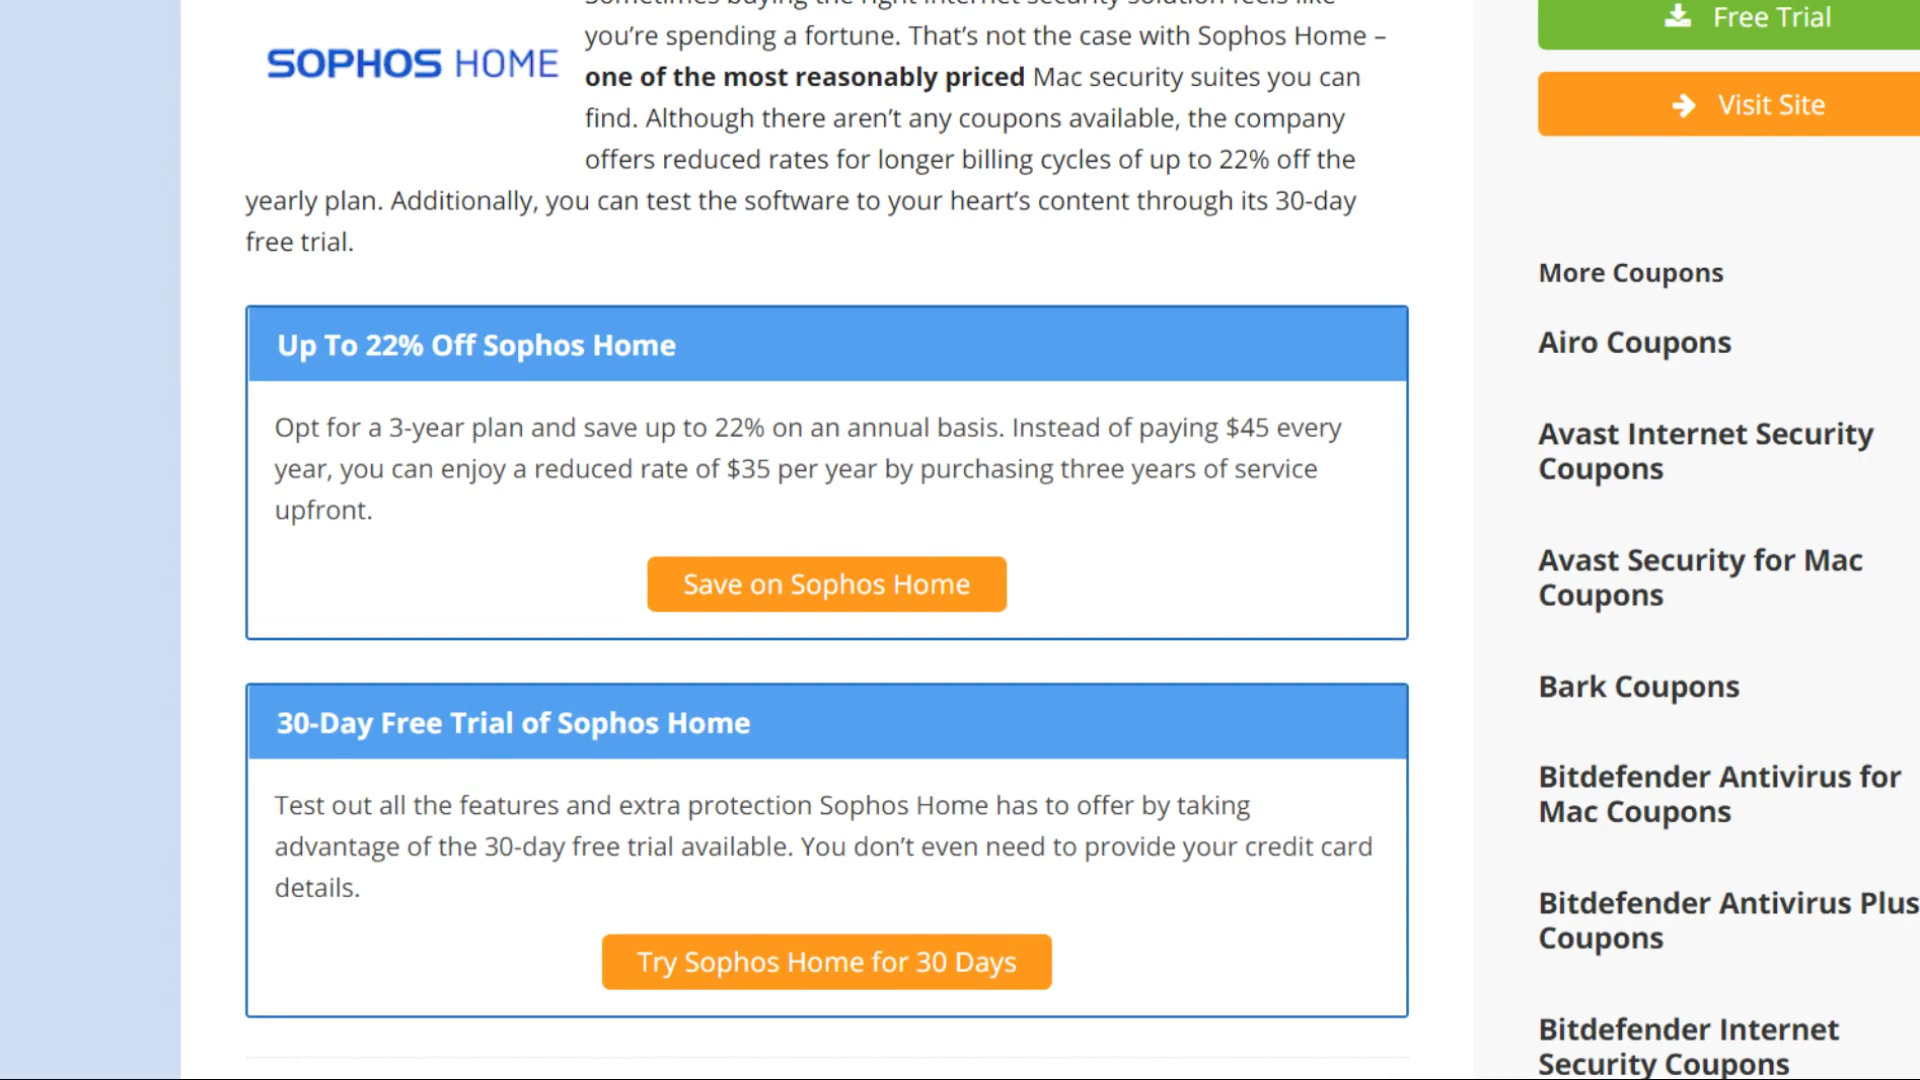 Sometimes buying the right internet security solution feels like
SOPHOS HOME
you're spending a fortune. That's not the case with Sophos Home –
one of the most reasonably priced Mac security suites you can
find. Although there aren't any coupons available, the company
offers reduced rates for longer billing cycles of up to 22% off the
yearly plan. Additionally, you can test the software to your heart's content through its 30-day
free trial.
Up To 22% Off Sophos Home
Opt for a 3-year plan and save up to 22% on an annual basis. Instead of paying $45 every
year, you can enjoy a reduced rate of $35 per year by purchasing three years of service
upfront.
Save on Sophos Home
30-Day Free Trial of Sophos Home
Test out all the features and extra protection Sophos Home has to offer by taking
advantage of the 30-day free trial available. You don't even need to provide your credit card
details.
Try Sophos Home for 30 Days
Free Trial
Visit Site
More Coupons
Airo Coupons
Avast Internet Security
Coupons
Avast Security for Mac
Coupons
Bark Coupons
Bitdefender Antivirus for
Mac Coupons
Bitdefender Antivirus Plus
Coupons
Bitdefender Internet
Security Coupons